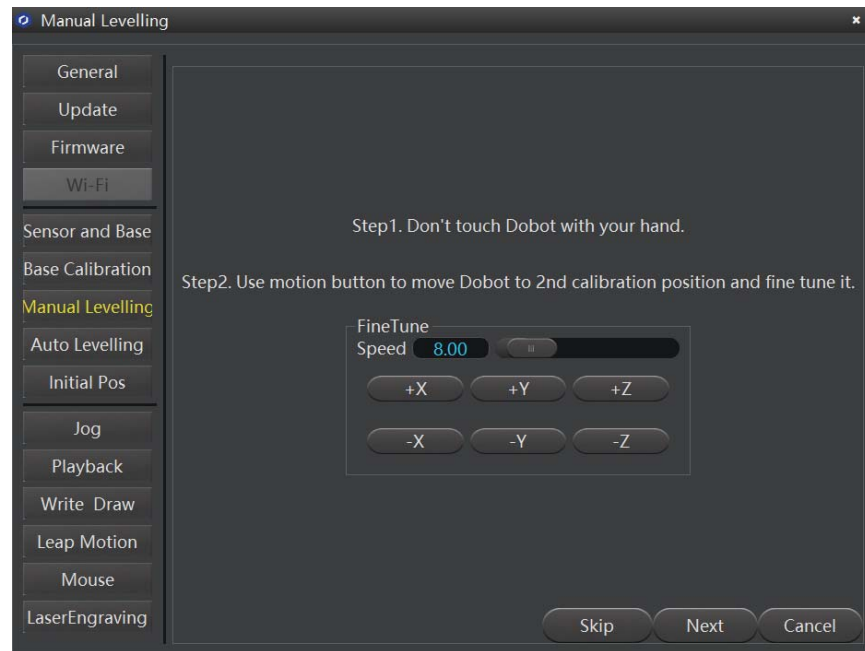 Manual Levelling
General
Update
Firmware
Wi-Fi
Sensor and Base
Base Calibration
Manual Levelling
Auto Levelling
Initial Pos
Jog
Playback
Write Draw
Leap Motion
Mouse
LaserEngraving
Step1. Don't touch Dobot with your hand.
Step2. Use motion button to move Dobot to 2nd calibration position and fine tune it.
FineTune
Speed 8.00
+X +Y +Z
-X -Y -Z
Skip Next Cancel